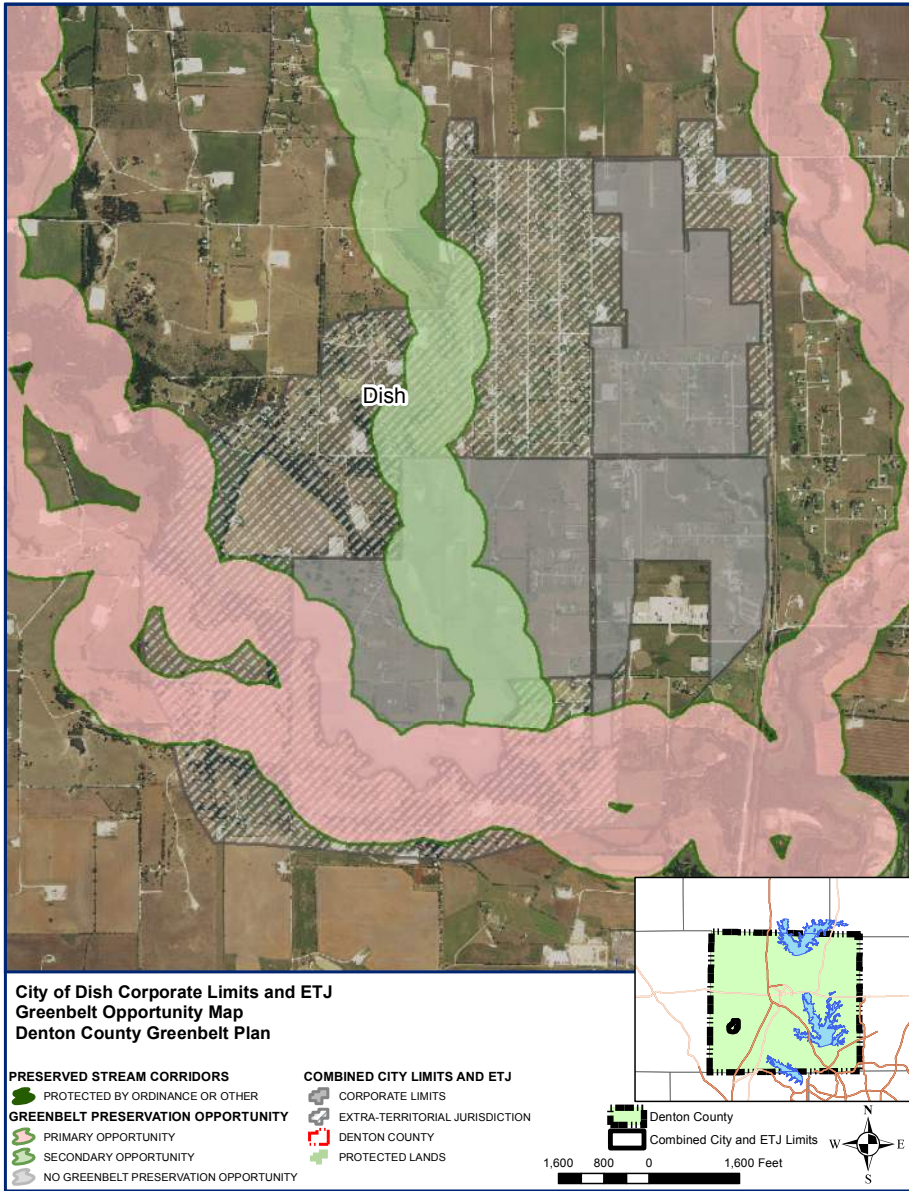 Dish
City of Dish Corporate Limits and ETJ
Greenbelt Opportunity Map
Denton County Greenbelt Plan
PRESERVED STREAM CORRIDORS
PROTECTED BY ORDINANCE OR OTHER
GREENBELT PRESERVATION OPPORTUNITY
PRIMARY OPPORTUNITY
SECONDARY OPPORTUNITY
NO GREENBELT PRESERVATION OPPORTUNITY
COMBINED CITY LIMITS AND ETJ
CORPORATE LIMITS
EXTRA-TERRITORIAL JURISDICTION
DENTON COUNTY
PROTECTED LANDS
Denton County
Combined City and ETJ Limits
N
W E
S
1,600 800 0 1,600 Feet